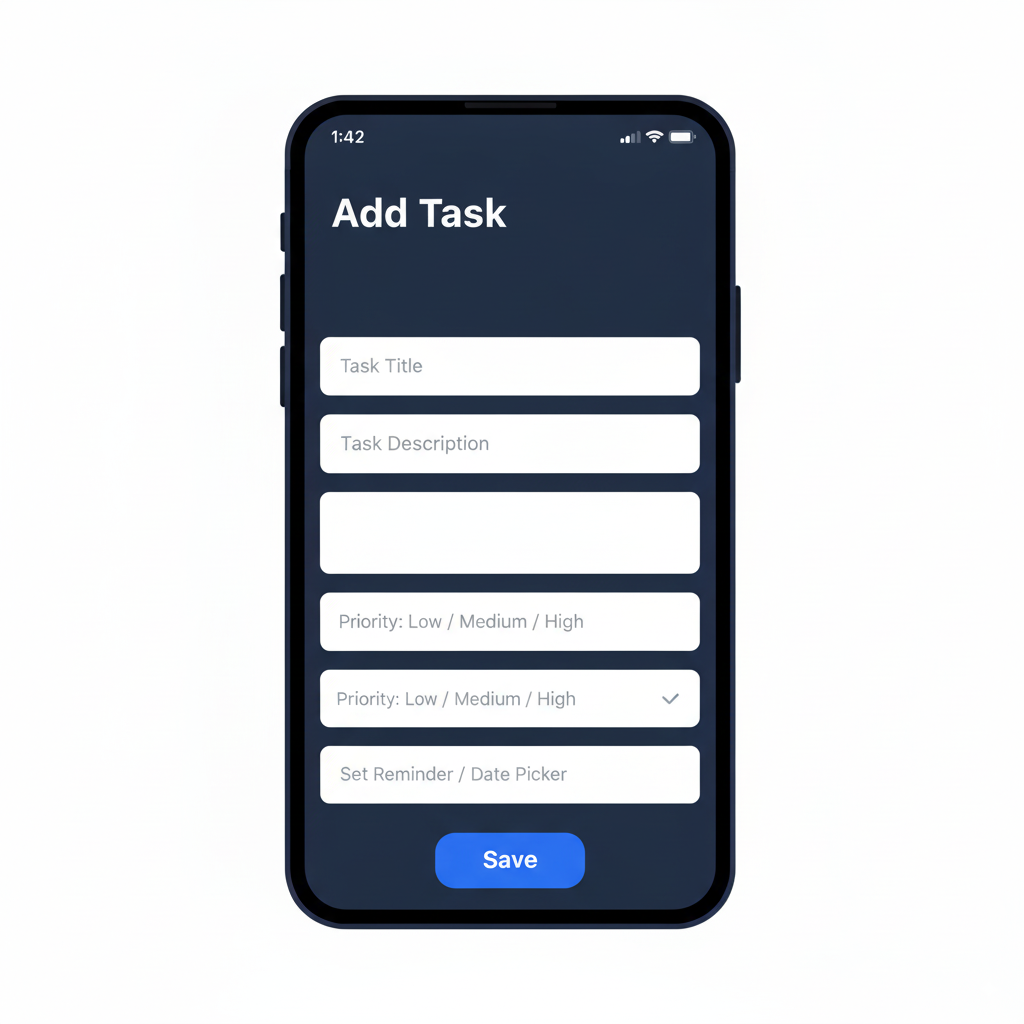 1:42
Add Task
Task Title
Task Description
Priority: Low / Medium / High
Priority: Low / Medium / High
Set Reminder / Date Picker
Save